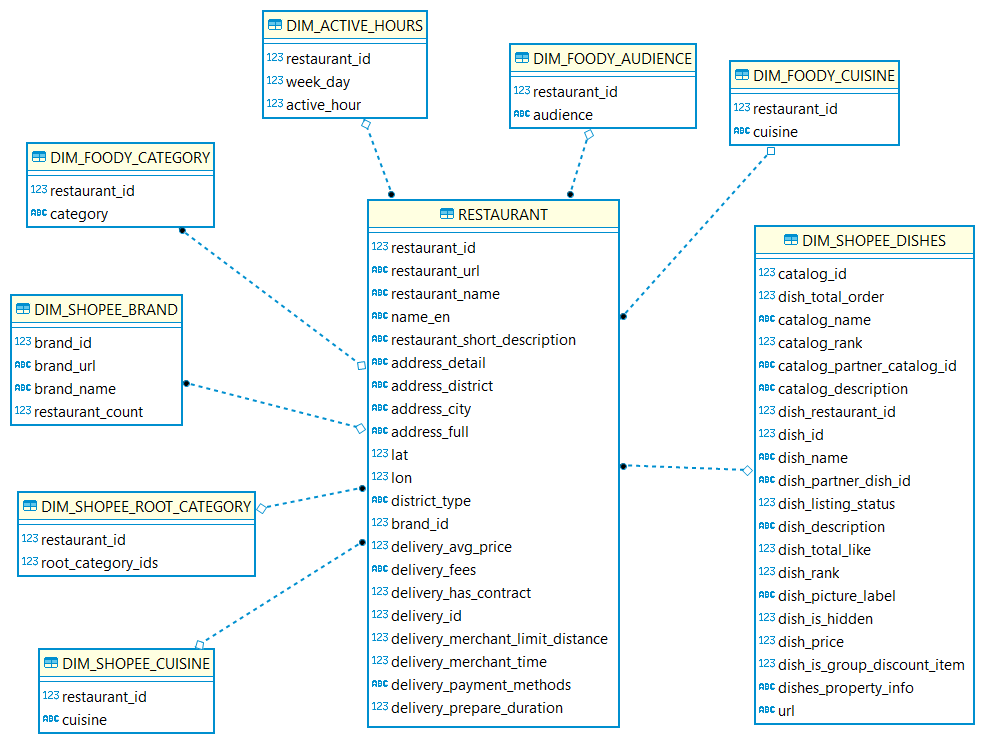 DIM_ACTIVE_HOURS
123 restaurant_id
123 week_day
123 active_hour
DIM_FOODY_AUDIENCE
123 restaurant_id
ABC audience
DIM_FOODY_CUISINE
123 restaurant_id
ABC cuisine
DIM_FOODY_CATEGORY
123 restaurant_id
ABC category
DIM_SHOPEE_BRAND
123 brand_id
ABC brand_url
ABC brand_name
123 restaurant_count
DIM_SHOPEE_ROOT_CATEGORY
123 restaurant_id
123 root_category_ids
DIM_SHOPEE_CUISINE
123 restaurant_id
ABC cuisine
RESTAURANT
123 restaurant_id
ABC restaurant_url
ABC restaurant_name
ABC name_en
ABC restaurant_short_description
ABC address_detail
ABC address_district
ABC address_city
ABC address_full
123 lat
123 lon
ABC district_type
123 brand_id
123 delivery_avg_price
ABC delivery_fees
123 delivery_has_contract
123 delivery_id
123 delivery_merchant_limit_distance
123 delivery_merchant_time
ABC delivery_payment_methods
123 delivery_prepare_duration
DIM_SHOPEE_DISHES
123 catalog_id
ABC dish_total_order
ABC catalog_name
123 catalog_rank
ABC catalog_partner_catalog_id
ABC catalog_description
123 dish_restaurant_id
123 dish_id
ABC dish_name
ABC dish_partner_dish_id
123 dish_listing_status
ABC dish_description
123 dish_total_like
123 dish_rank
ABC dish_picture_label
123 dish_is_hidden
123 dish_price
123 dish_is_group_discount_item
ABC dishes_property_info
ABC url